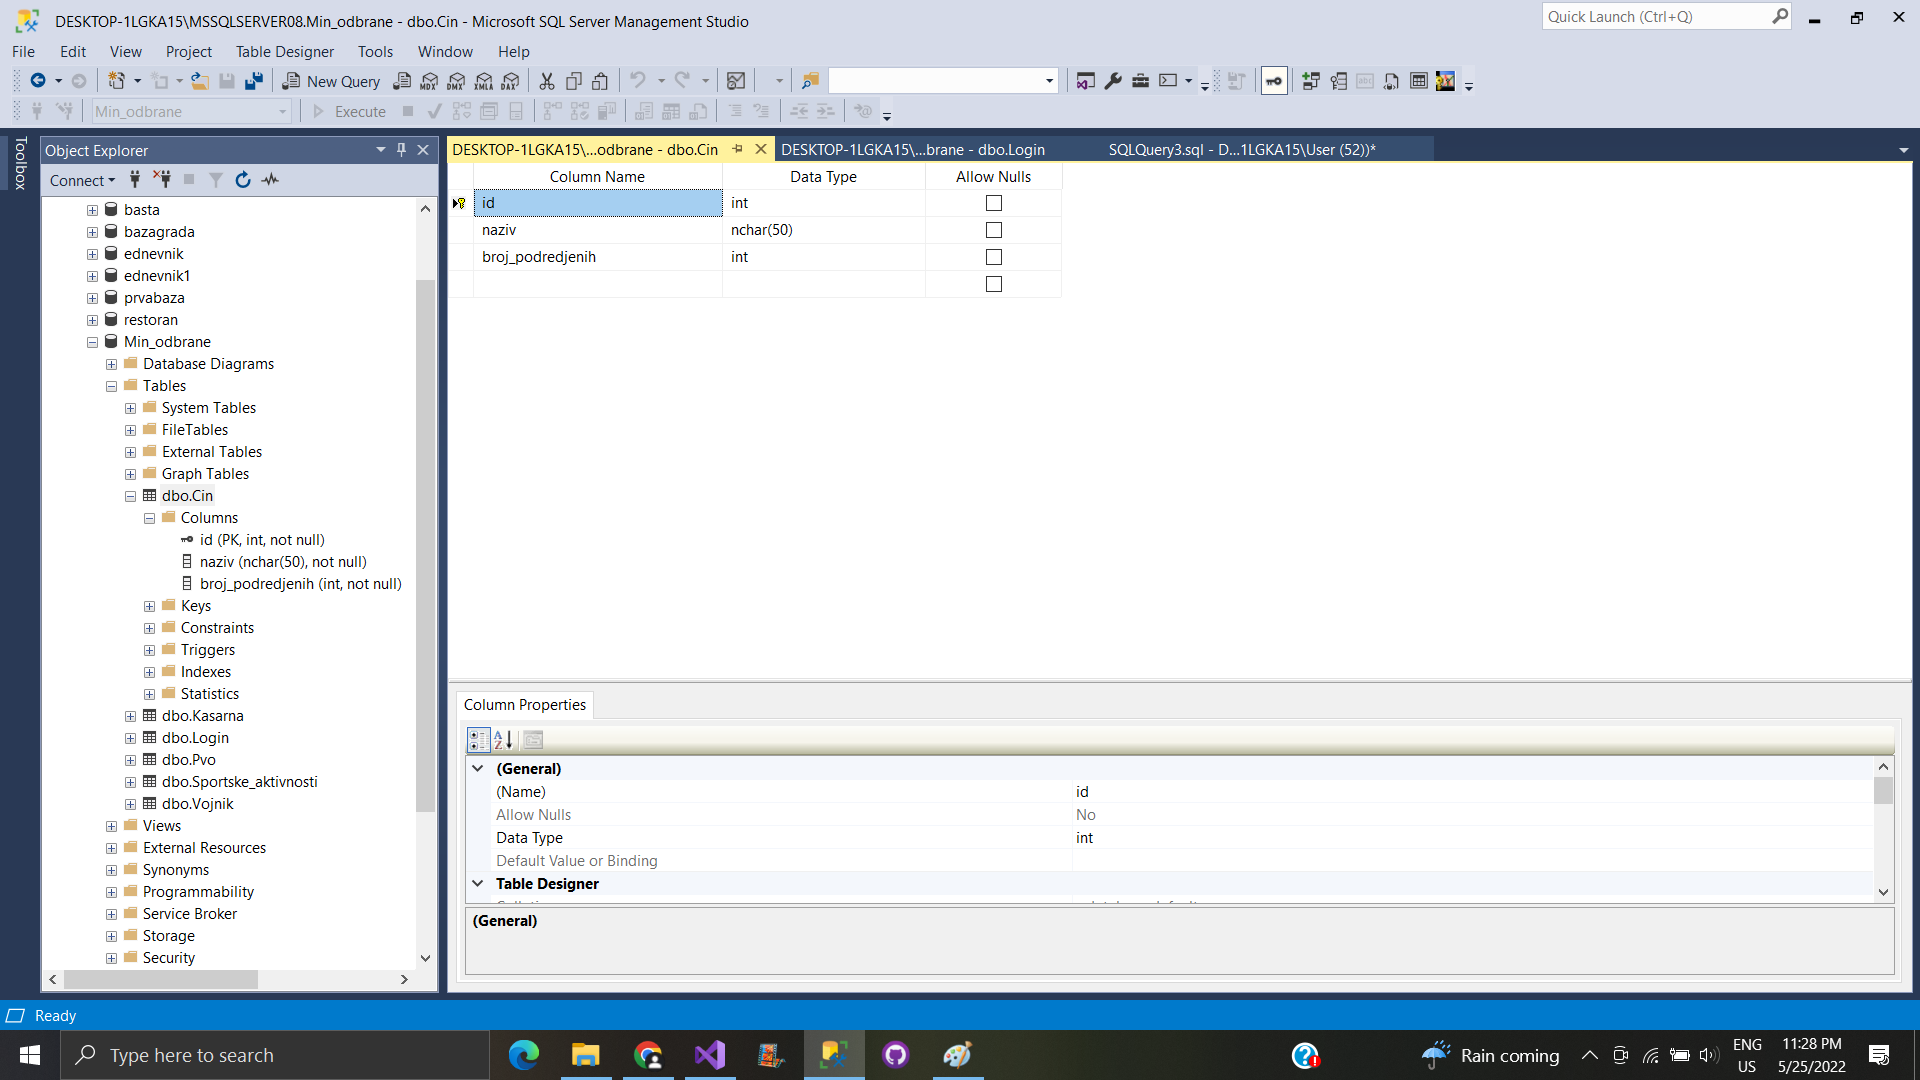 DESKTOP-1LGKA15\MSSQLSERVER08.Min_odbrane - dbo.Cin - Microsoft SQL Server Management Studio
Quick Launch (Ctrl+Q)
File Edit View Project Table Designer Tools Window Help
New Query MDX DMX XMLA DAX
Min_odbrane Execute
Toolbox
Object Explorer
Connect
basta
bazagrada
ednevnik
ednevnik1
prvabaza
restoran
Min_odbrane
Database Diagrams
Tables
System Tables
FileTables
External Tables
Graph Tables
dbo.Cin
Columns
id (PK, int, not null)
naziv (nchar(50), not null)
broj_podredjenih (int, not null)
Keys
Constraints
Triggers
Indexes
Statistics
dbo.Kasarna
dbo.Login
dbo.Pvo
dbo.Sportske_aktivnosti
dbo.Vojnik
Views
External Resources
Synonyms
Programmability
Service Broker
Storage
Security
DESKTOP-1LGKA15\...odbrane - dbo.Cin DESKTOP-1LGKA15\...brane - dbo.Login SQLQuery3.sql - D...1LGKA15\User (52))*
Column Name Data Type Allow Nulls
id int
naziv nchar(50)
broj_podredjenih int
Column Properties
(General)
(Name) id
Allow Nulls No
Data Type int
Default Value or Binding
Table Designer
(General)
Ready
Type here to search
Rain coming
ENG
US
11:28 PM
5/25/2022